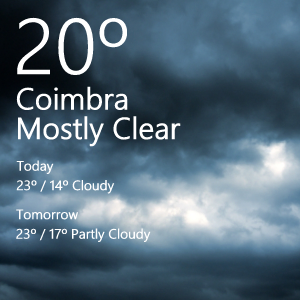 20º
Coimbra
Mostly Clear
Today
23º / 14º Cloudy
Tomorrow
23º / 17º Partly Cloudy